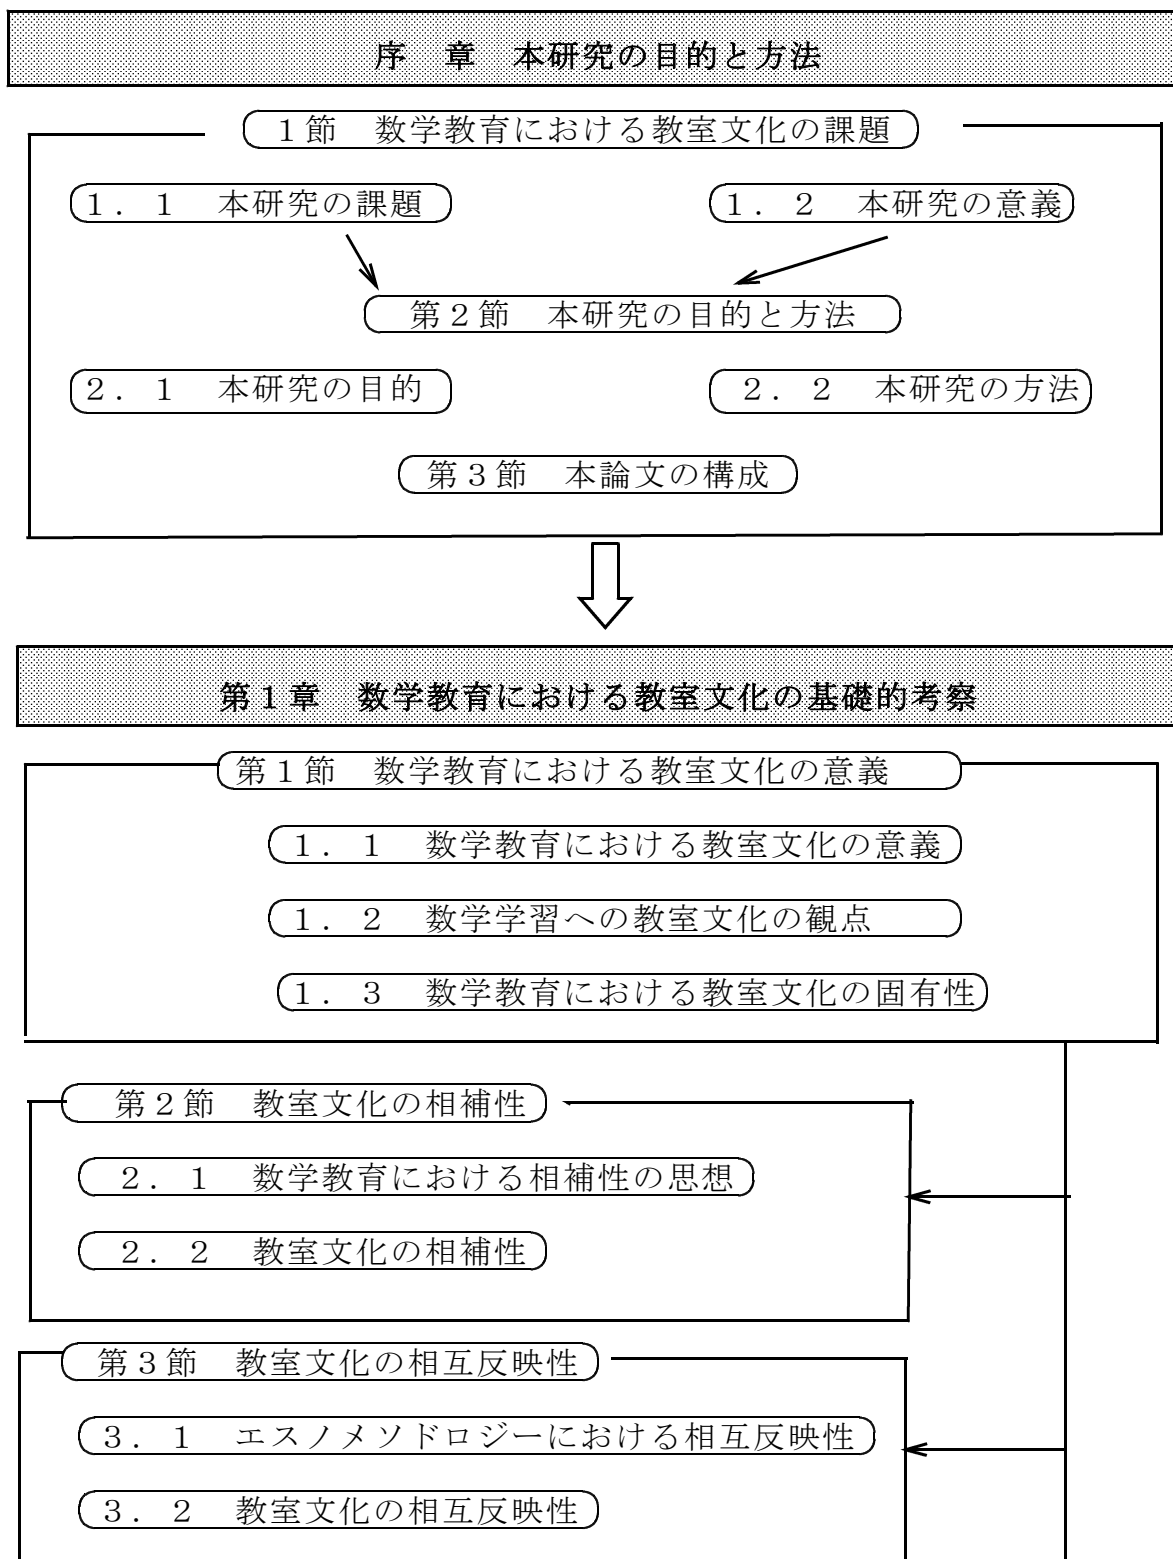 序　章　本研究の目的と方法
１節　数学教育における教室文化の課題
１．１　本研究の課題
１．２　本研究の意義
第２節　本研究の目的と方法
２．１　本研究の目的
２．２　本研究の方法
第３節　本論文の構成
第１章　数学教育における教室文化の基礎的考察
第１節　数学教育における教室文化の意義
１．１　数学教育における教室文化の意義
１．２　数学学習への教室文化の観点
１．３　数学教育における教室文化の固有性
第２節　教室文化の相補性
２．１　数学教育における相補性の思想
２．２　教室文化の相補性
第３節　教室文化の相互反映性
３．１　エスノメソドロジーにおける相互反映性
３．２　教室文化の相互反映性